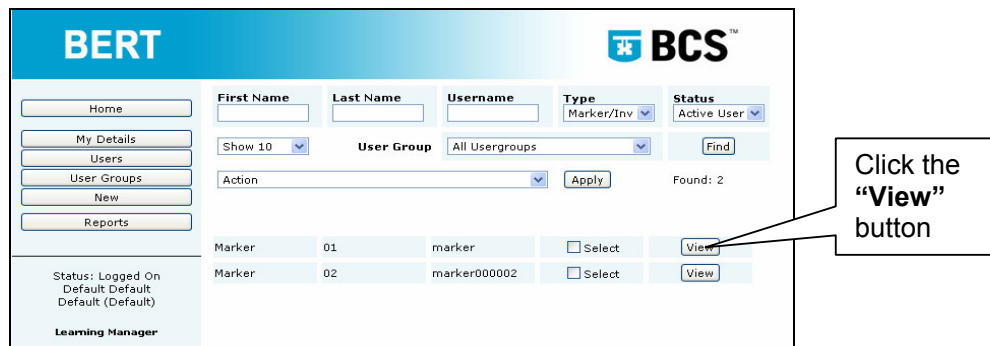 BERT
BCS™
Home
My Details
Users
User Groups
New
Reports
Status: Logged On
Default Default
Default (Default)
Learning Manager
First Name Last Name Username Type Status
Marker/Inv Active User
Show 10 User Group All Usergroups Find
Action Apply Found: 2
Marker 01 marker Select View
Marker 02 marker000002 Select View
Click the
“View”
button